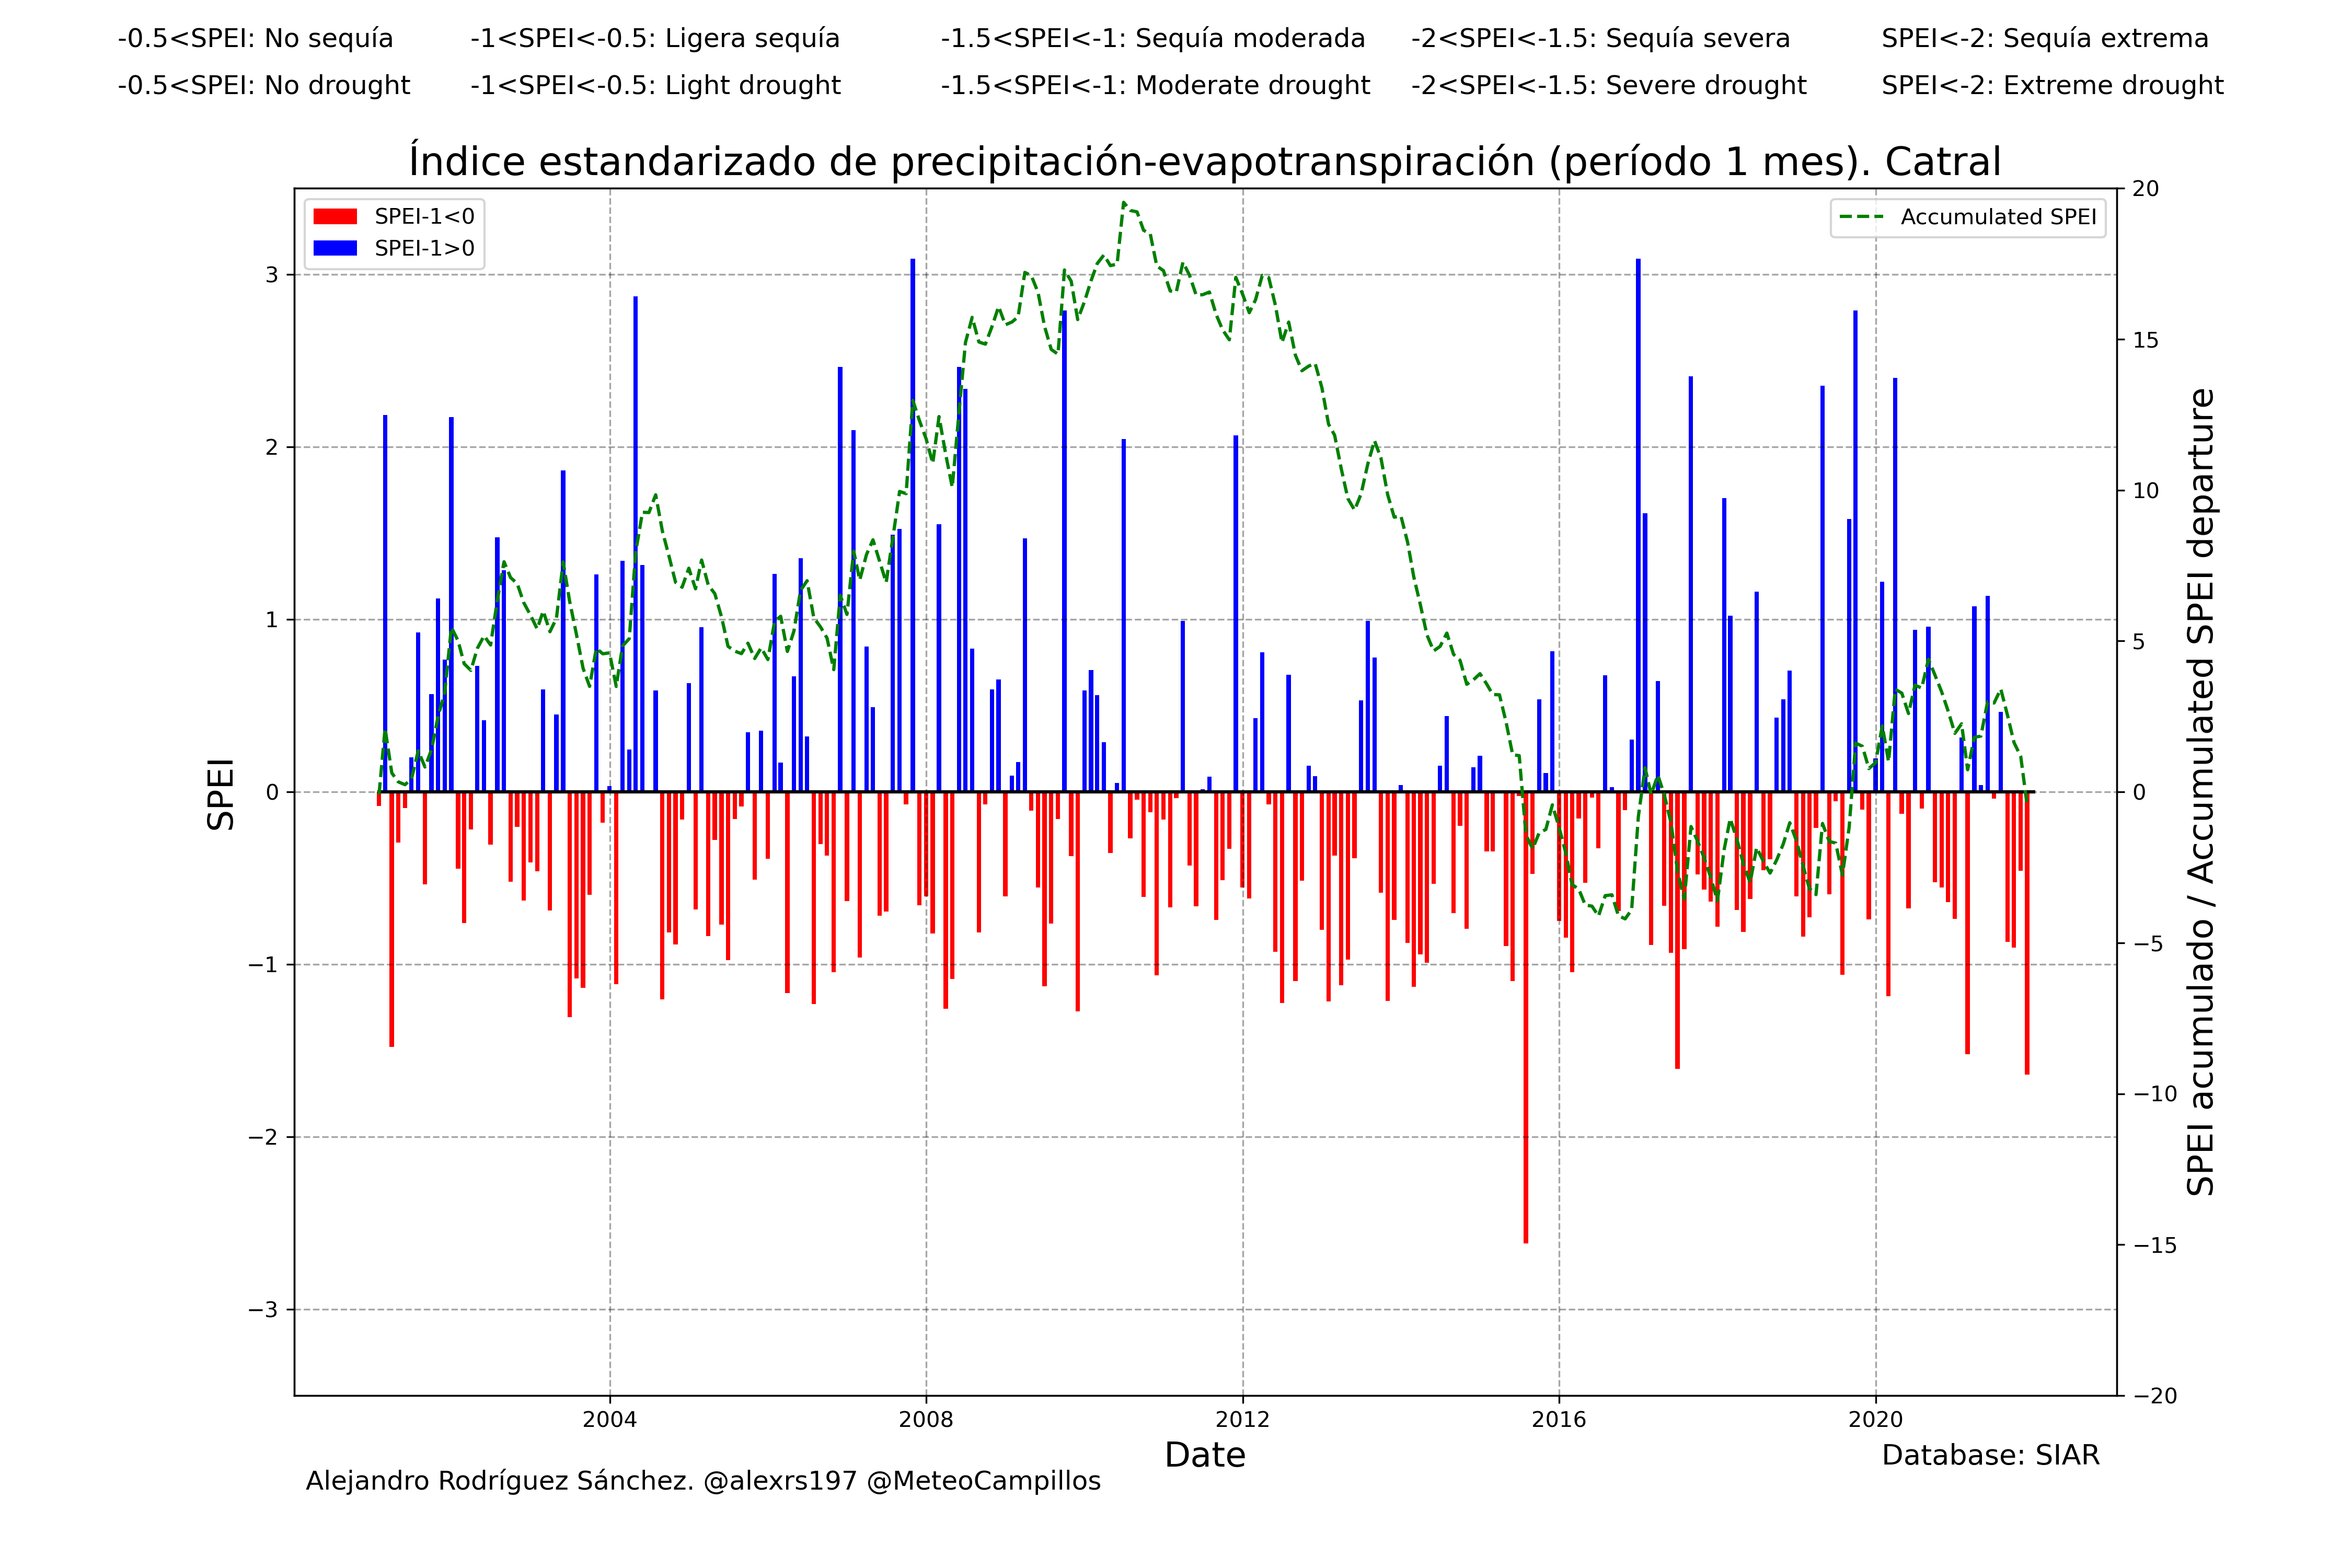 -0.5<SPEI: No sequía -1<SPEI<-0.5: Ligera sequía -1.5<SPEI<-1: Sequía moderada -2<SPEI<-1.5: Sequía severa SPEI<-2: Sequía extrema
-0.5<SPEI: No drought -1<SPEI<-0.5: Light drought -1.5<SPEI<-1: Moderate drought -2<SPEI<-1.5: Severe drought SPEI<-2: Extreme drought
Índice estandarizado de precipitación-evapotranspiración (período 1 mes). Catral
SPEI-1<0
SPEI-1>0
Accumulated SPEI
SPEI
3
2
1
0
−1
−2
−3
20
15
10
5
0
−5
−10
−15
−20
SPEI acumulado / Accumulated SPEI departure
2004 2008 2012 2016 2020
Date
Database: SIAR
Alejandro Rodríguez Sánchez. @alexrs197 @MeteoCampillos